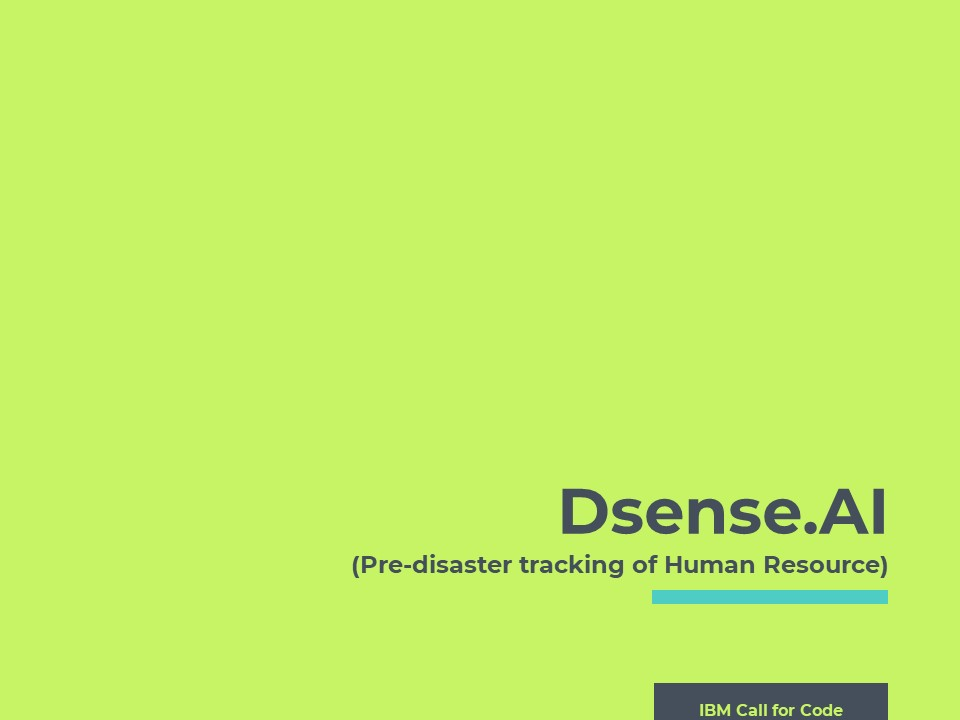 Dsense.AI
(Pre-disaster tracking of Human Resource)
IBM Call for Code